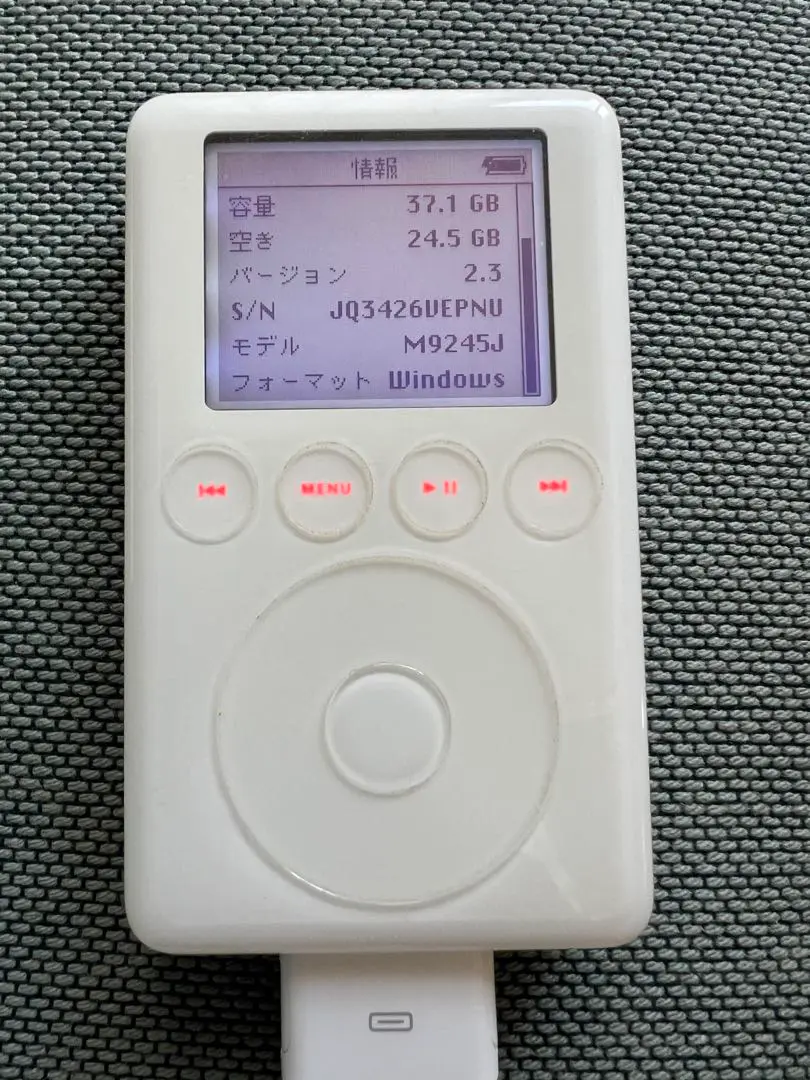 情報
容量 37.1 GB
空き 24.5 GB
バージョン 2.3
S/N JQ3426UEPNU
モデル M9245J
フォーマット Windows
MENU